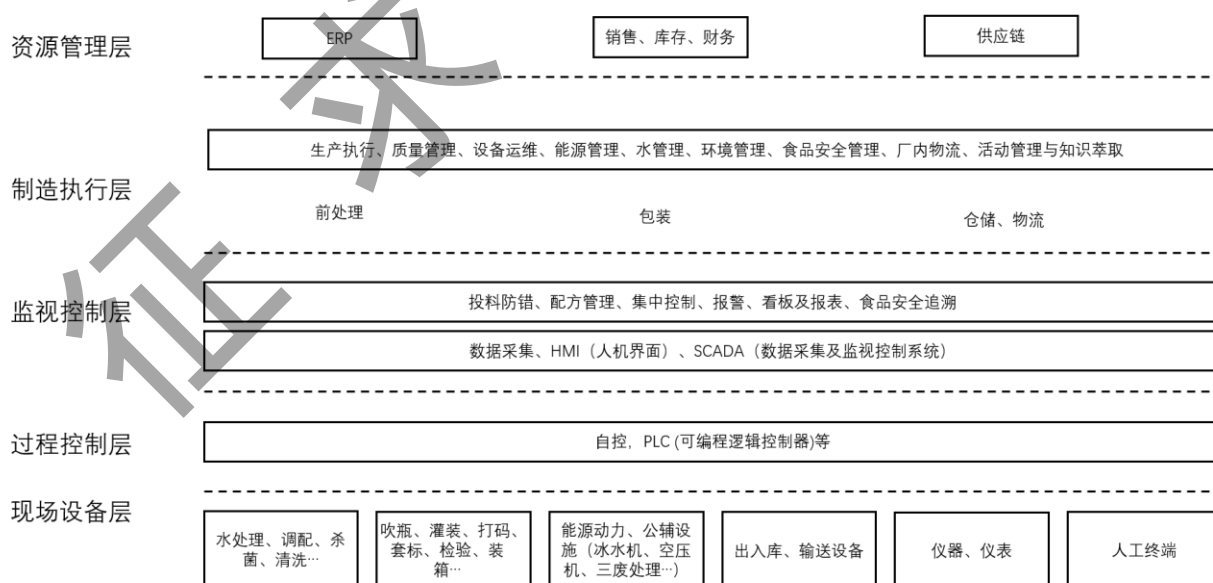 资源管理层
ERP
销售、库存、财务
供应链
生产执行、质量管理、设备运维、能源管理、水管理、环境管理、食品安全管理、厂内物流、活动管理与知识萃取
制造执行层
前处理
包装
仓储、物流
投料防错、配方管理、集中控制、报警、看板及报表、食品安全追溯
监视控制层
数据采集、HMI（人机界面）、SCADA（数据采集及监视控制系统）
过程控制层
自控，PLC (可编程逻辑控制器)等
现场设备层
水处理、调配、杀
菌、清洗…
吹瓶、灌装、打码、
套标、检验、装
箱…
能源动力、公辅设
施（冰水机、空压
机、三废处理…）
出入库、输送设备
仪器、仪表
人工终端
征求